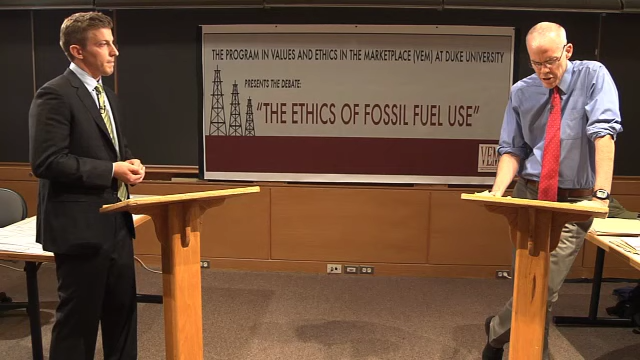 THE PROGRAM IN VALUES AND ETHICS IN THE MARKETPLACE (VEM) AT DUKE UNIVERSITY
PRESENTS THE DEBATE:
"THE ETHICS OF FOSSIL FUEL USE"
VEM